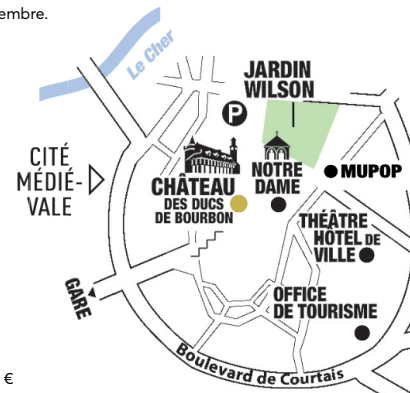 embre.
Le Cher
JARDIN
WILSON
P
CITÉ
MÉDIÉ-
VALE
CHÂTEAU
DES DUCS
DE BOURBON
NOTRE
DAME
MUPOP
THÉÂTRE
HÔTEL DE
VILLE
GARE
OFFICE
DE TOURISME
Boulevard de Courtais
€